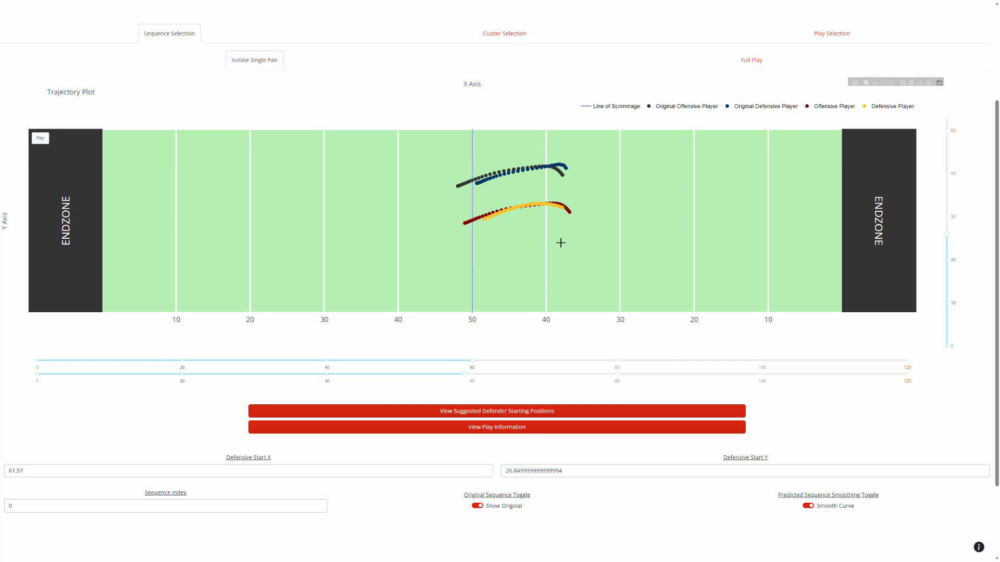 Sequence Selection
Cluster Selection
Play Selection
Isolate Single Pair
Full Play
X Axis
Trajectory Plot
Line of Scrimmage
Original Offensive Player
Original Defensive Player
Offensive Player
Defensive Player
Play
ENDZONE
ENDZONE
Y Axis
50
40
30
20
10
0
10 20 30 40 50 40 30 20 10
0 20 40 60 80 100 120
0 20 40 60 80 100 120
View Suggested Defender Starting Positions
View Play Information
Defensive Start X
Defensive Start Y
61.57
26.849999999999994
Sequence Index
Original Sequence Toggle
Predicted Sequence Smoothing Toggle
0
Show Original
Smooth Curve
i